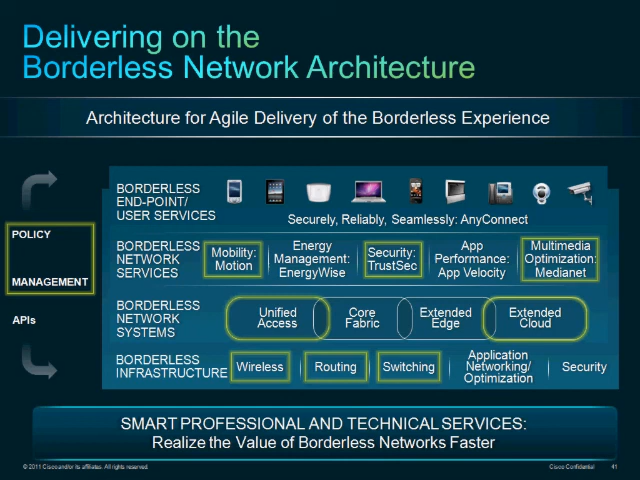 Delivering on the
Borderless Network Architecture
Architecture for Agile Delivery of the Borderless Experience
POLICY
MANAGEMENT
APIs
BORDERLESS
END-POINT/
USER SERVICES
Securely, Reliably, Seamlessly: AnyConnect
BORDERLESS
NETWORK
SERVICES
Mobility:
Motion
Energy
Management:
EnergyWise
Security:
TrustSec
App
Performance:
App Velocity
Multimedia
Optimization:
Medianet
BORDERLESS
NETWORK
SYSTEMS
Unified
Access
Core
Fabric
Extended
Edge
Extended
Cloud
BORDERLESS
INFRASTRUCTURE
Wireless
Routing
Switching
Application
Networking/
Optimization
Security
SMART PROFESSIONAL AND TECHNICAL SERVICES:
Realize the Value of Borderless Networks Faster
© 2011 Cisco and/or its affiliates. All rights reserved.
Cisco Confidential
41